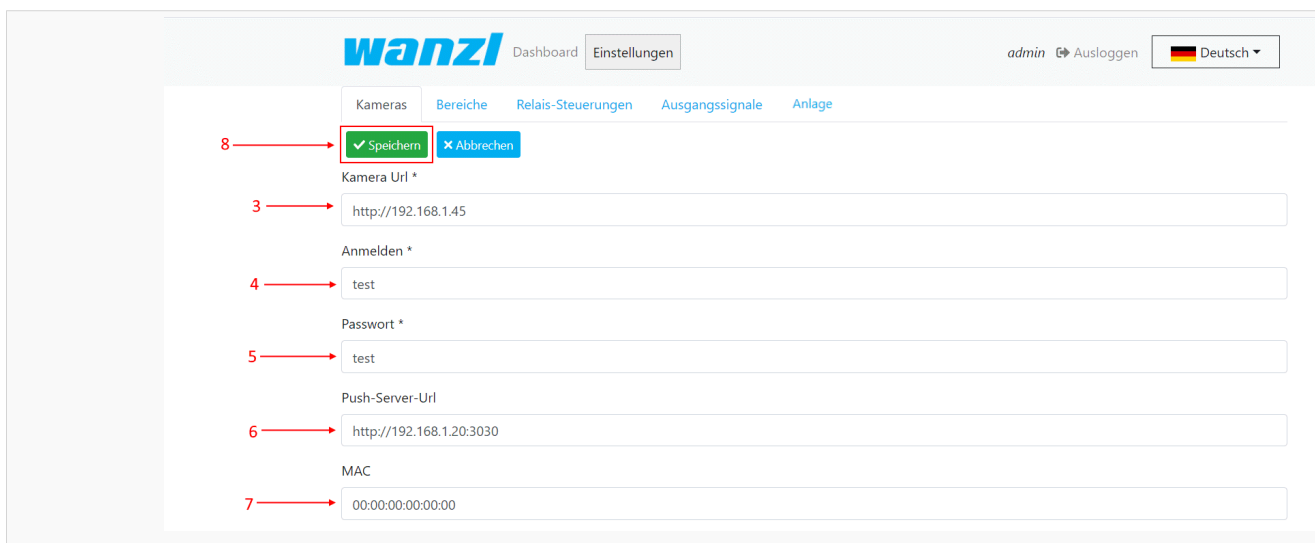 wanzl Dashboard Einstellungen admin Ausloggen Deutsch
Kameras Bereiche Relais-Steuerungen Ausgangssignale Anlage
8 Speichern Abbrechen
Kamera Url *
3 http://192.168.1.45
Anmelden *
4 test
Passwort *
5 test
Push-Server-Url
6 http://192.168.1.20:3030
MAC
7 00:00:00:00:00:00